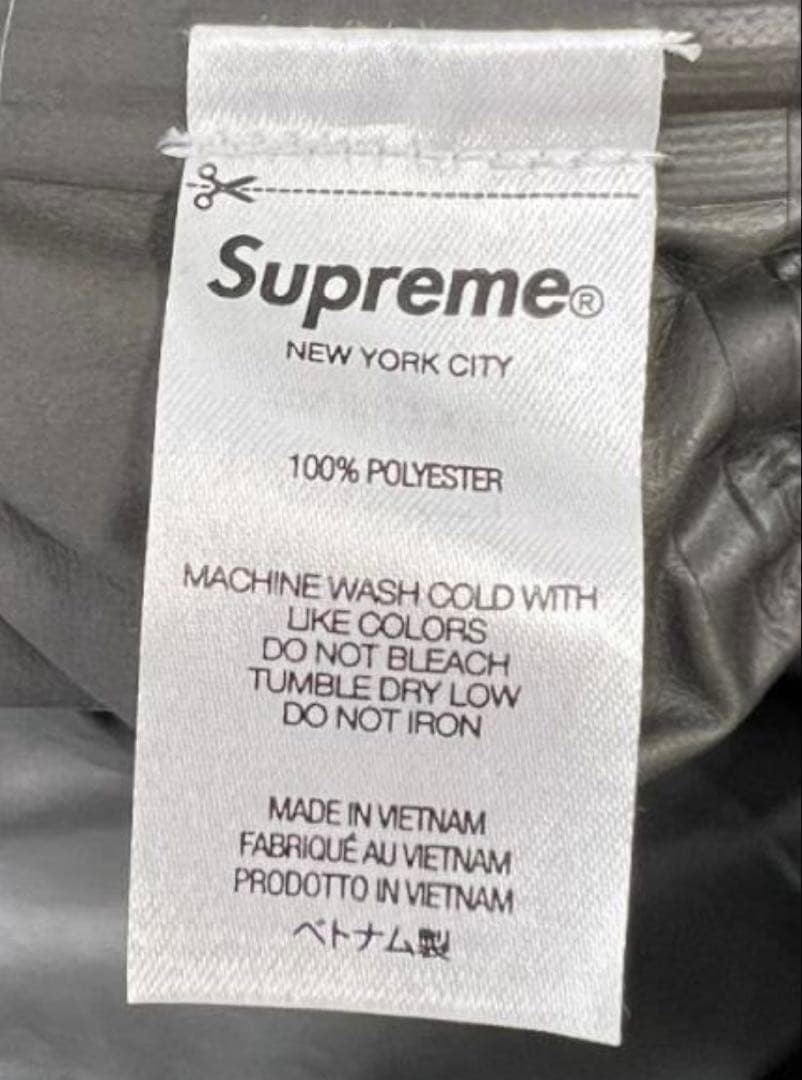 Supreme®
NEW YORK CITY
100% POLYESTER
MACHINE WASH COLD WITH
LIKE COLORS
DO NOT BLEACH
TUMBLE DRY LOW
DO NOT IRON
MADE IN VIETNAM
FABRIQUÉ AU VIETNAM
PRODOTTO IN VIETNAM
ベトナム製